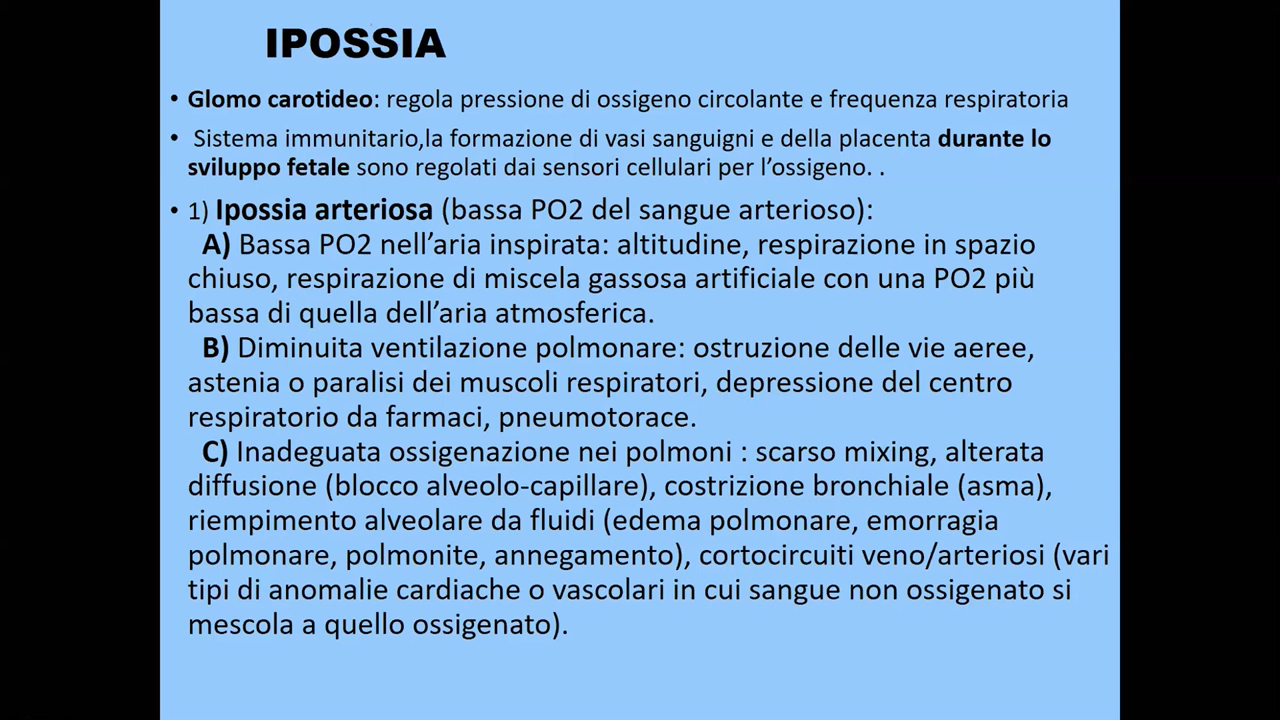 IPOSSIA
• Glomo carotideo: regola pressione di ossigeno circolante e frequenza respiratoria
• Sistema immunitario,la formazione di vasi sanguigni e della placenta durante lo
sviluppo fetale sono regolati dai sensori cellulari per l’ossigeno. .
• 1) Ipossia arteriosa (bassa PO2 del sangue arterioso):
A) Bassa PO2 nell’aria inspirata: altitudine, respirazione in spazio
chiuso, respirazione di miscela gassosa artificiale con una PO2 più
bassa di quella dell’aria atmosferica.
B) Diminuita ventilazione polmonare: ostruzione delle vie aeree,
astenia o paralisi dei muscoli respiratori, depressione del centro
respiratorio da farmaci, pneumotorace.
C) Inadeguata ossigenazione nei polmoni : scarso mixing, alterata
diffusione (blocco alveolo-capillare), costrizione bronchiale (asma),
riempimento alveolare da fluidi (edema polmonare, emorragia
polmonare, polmonite, annegamento), cortocircuiti veno/arteriosi (vari
tipi di anomalie cardiache o vascolari in cui sangue non ossigenato si
mescola a quello ossigenato).